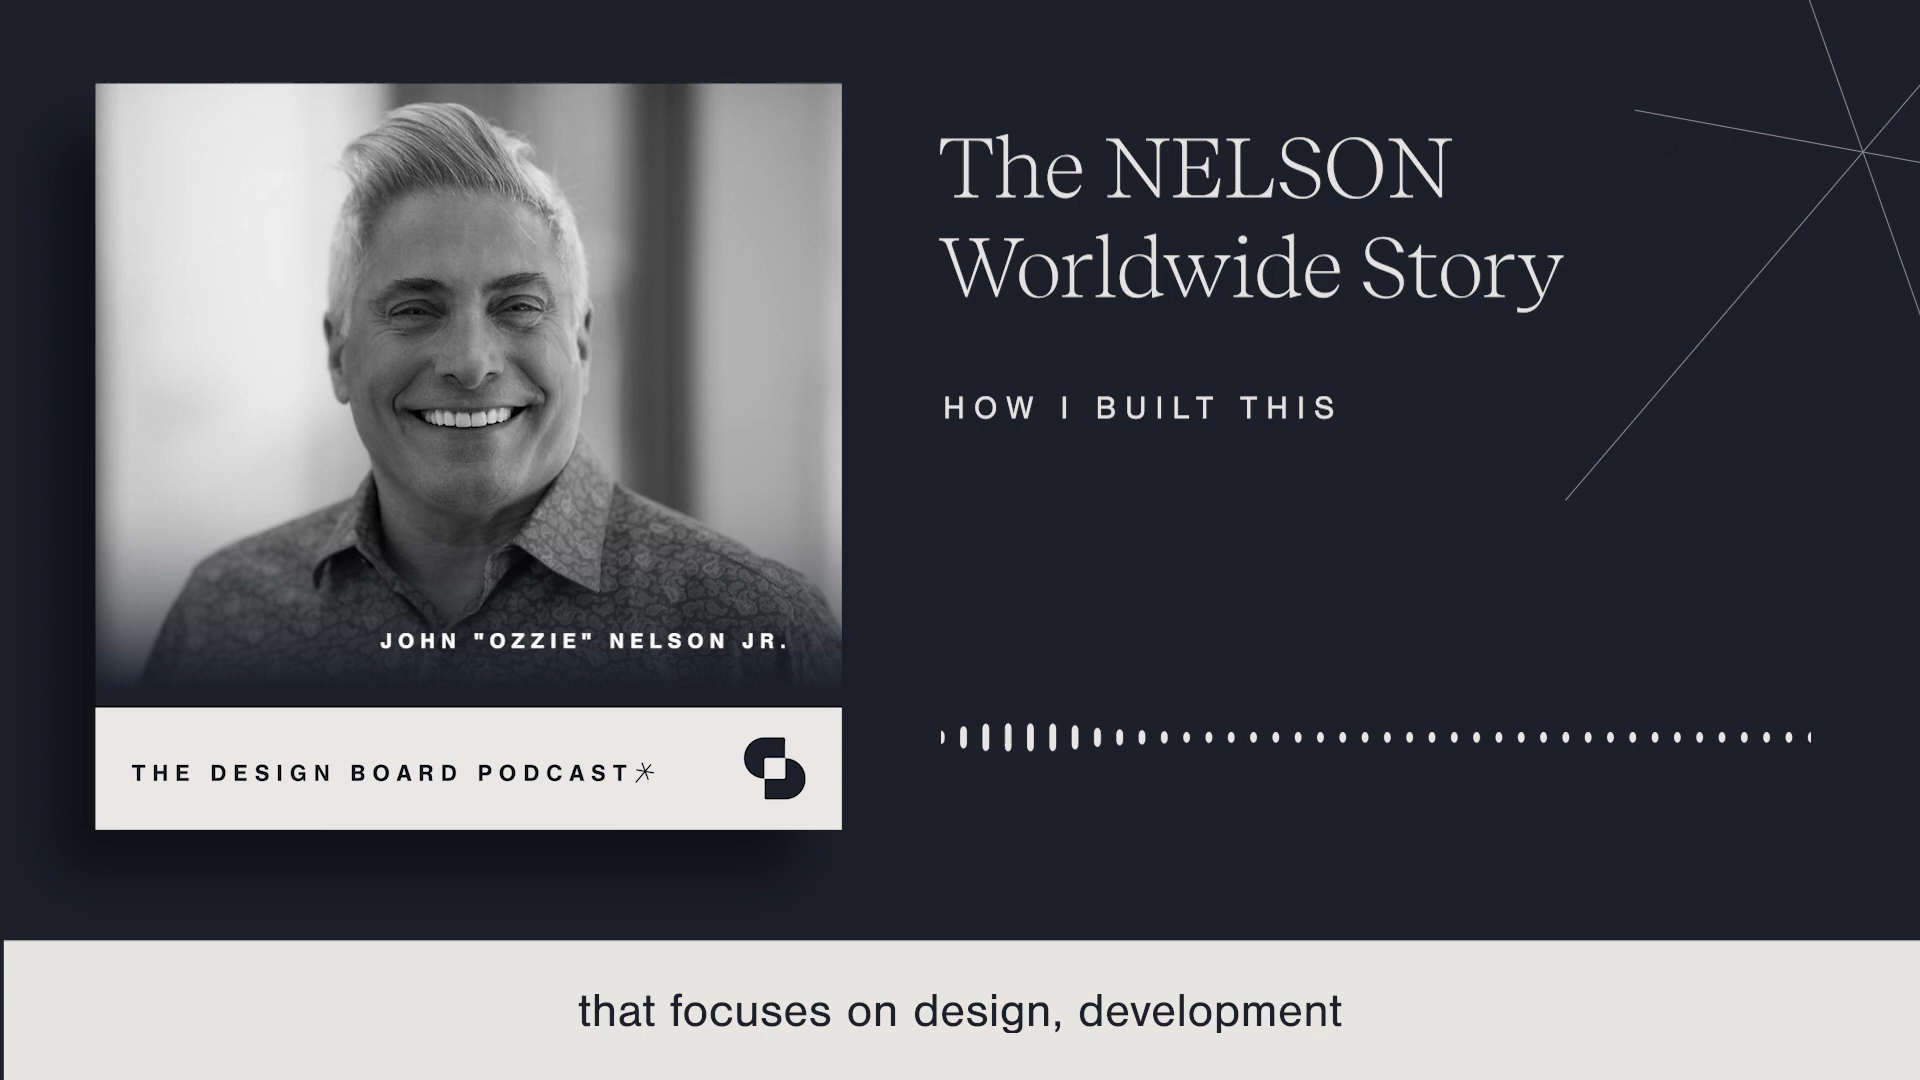 The NELSON
Worldwide Story
HOW I BUILT THIS
JOHN "OZZIE" NELSON JR.
THE DESIGN BOARD PODCAST
that focuses on design, development